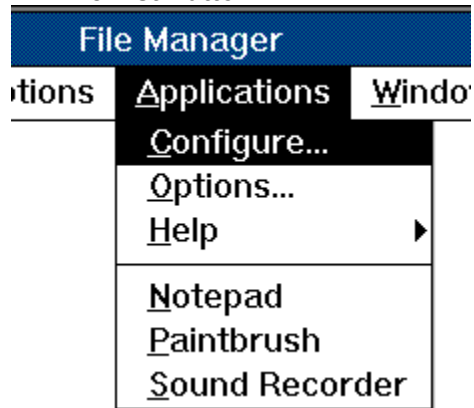 File Manager
tions Applications Windo
Configure...
Options...
Help
Notepad
Paintbrush
Sound Recorder